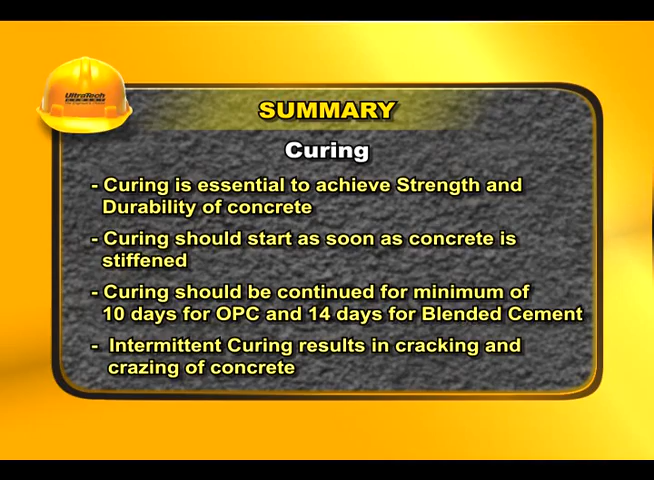 UltraTech
CEMENT
SUMMARY
Curing
- Curing is essential to achieve Strength and
Durability of concrete
- Curing should start as soon as concrete is
stiffened
- Curing should be continued for minimum of
10 days for OPC and 14 days for Blended Cement
- Intermittent Curing results in cracking and
crazing of concrete